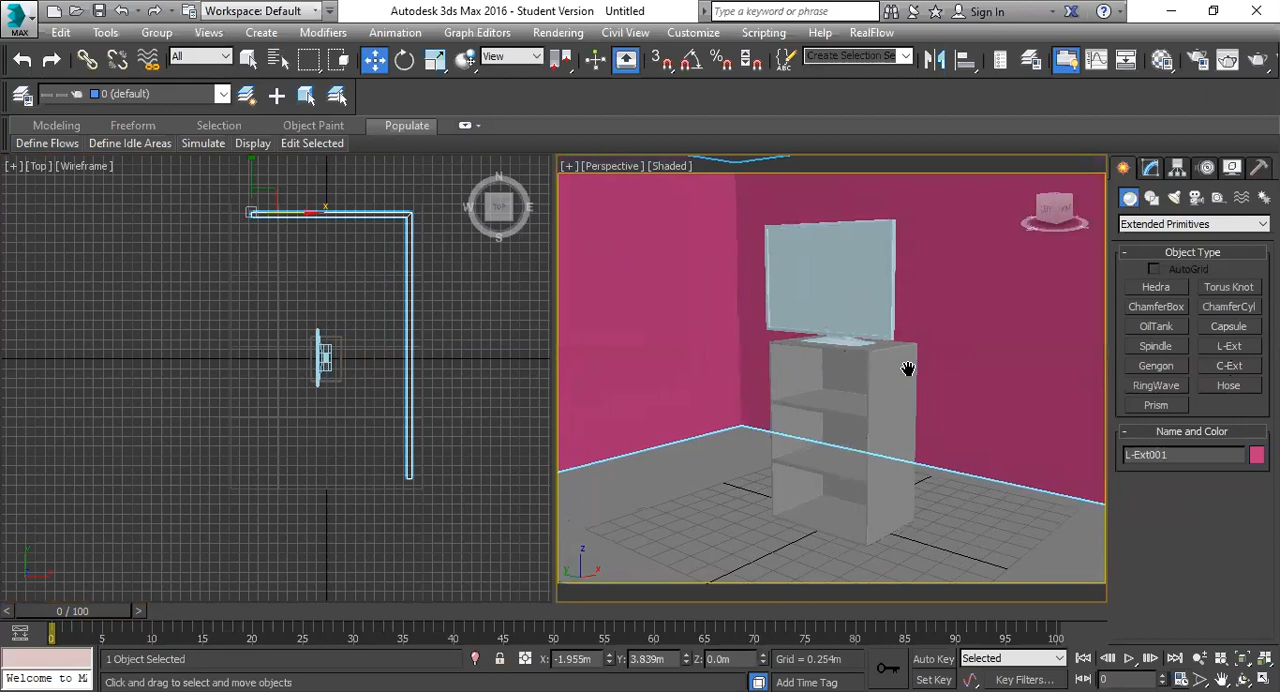 MAX Workspace: Default Autodesk 3ds Max 2016 - Student Version Untitled Type a keyword or phrase Sign In
Edit Tools Group Views Create Modifiers Animation Graph Editors Rendering Civil View Customize Scripting Help RealFlow
All View 3 % Create Selection Se
0 (default)
Modeling Freeform Selection Object Paint Populate
Define Flows Define Idle Areas Simulate Display Edit Selected
[+] [Top] [Wireframe] [+] [Perspective] [Shaded]
N
W TOP E
S
Extended Primitives
- Object Type
AutoGrid
Hedra Torus Knot
ChamferBox ChamferCyl
OilTank Capsule
Spindle L-Ext
Gengon C-Ext
RingWave Hose
Prism
- Name and Color
L-Ext001
x
z
y x
y
x
< 0 / 100 >
0 5 10 15 20 25 30 35 40 45 50 55 60 65 70 75 80 85 90 95 100
1 Object Selected X: -1.955m Y: 3.839m Z: 0.0m Grid = 0.254m Auto Key Selected
Welcome to M Click and drag to select and move objects Add Time Tag Set Key Key Filters... 0